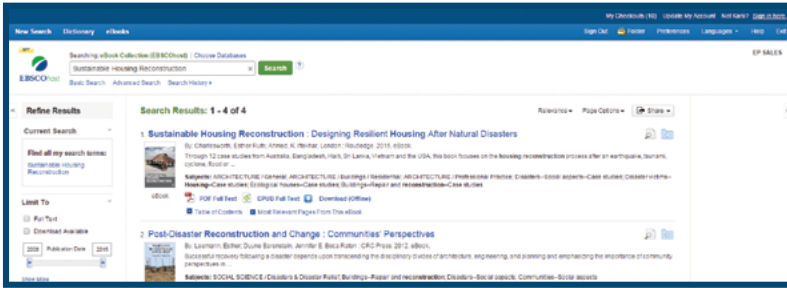 My Checkouts (10) Update My Account Not Karli? Sign in here.
New Search Dictionary eBooks
Sign Out Folder Preferences Languages Help Exit
Searching: eBook Collection (EBSCOhost) | Choose Databases
EP SALES
Sustainable Housing Reconstruction x Search
EBSCOhost
Basic Search Advanced Search Search History
Refine Results
Search Results: 1 - 4 of 4
Relevance Page Options Share
Current Search
1. Sustainable Housing Reconstruction : Designing Resilient Housing After Natural Disasters
By: Charlesworth, Esther Ruth; Ahmed, K. Iftekhar. London : Routledge. 2015. eBook.
Find all my search terms:
Through 12 case studies from Australia, Bangladesh, Haiti, Sri Lanka, Vietnam and the USA, this book focuses on the housing reconstruction process after an earthquake, tsunami,
cyclone, flood or ...
Sustainable Housing
Reconstruction
Subjects: ARCHITECTURE / General; ARCHITECTURE / Buildings / Residential; ARCHITECTURE / Professional Practice; Disasters--Social aspects--Case studies; Disaster victims--
Housing--Case studies; Ecological houses--Case studies; Buildings--Repair and reconstruction--Case studies
eBook
PDF Full Text EPUB Full Text Download (Offline)
Limit To
Table of Contents Most Relevant Pages From This eBook
Full Text
Download Available
2. Post-Disaster Reconstruction and Change : Communities' Perspectives
2008 Publication Date 2015
By: Duyne Barenstein, Jennifer E. Boca Raton : CRC Press. 2012. eBook.
Successful recovery following a disaster depends upon transcending the disciplinary divides of architecture, engineering, and planning and emphasizing the importance of community
perspectives in ...
Show More
Subjects: SOCIAL SCIENCE / Disasters & Disaster Relief; Buildings--Repair and reconstruction; Disasters--Social aspects; Communities--Social aspects